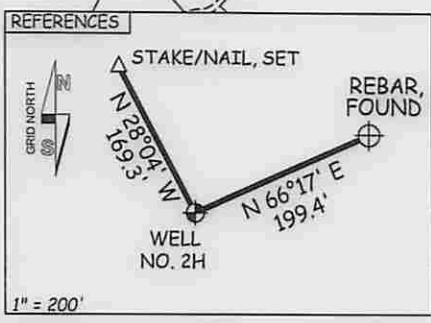 REFERENCES
STAKE/NAIL, SET
REBAR,
FOUND
GRID NORTH
N
S
N 28°04' W
169.3'
N 66°17' E
199.4'
WELL
NO. 2H
1" = 200'